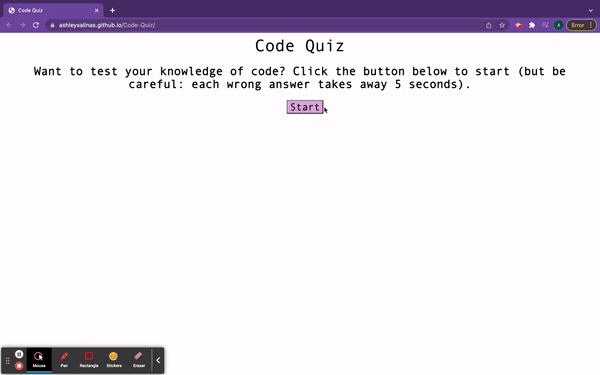 Code Quiz
ashleysalinas.github.io/Code-Quiz/
A
Error
Code Quiz
Want to test your knowledge of code? Click the button below to start (but be
careful: each wrong answer takes away 5 seconds).
Start
Mouse
Pen
Rectangle
Stickers
Eraser